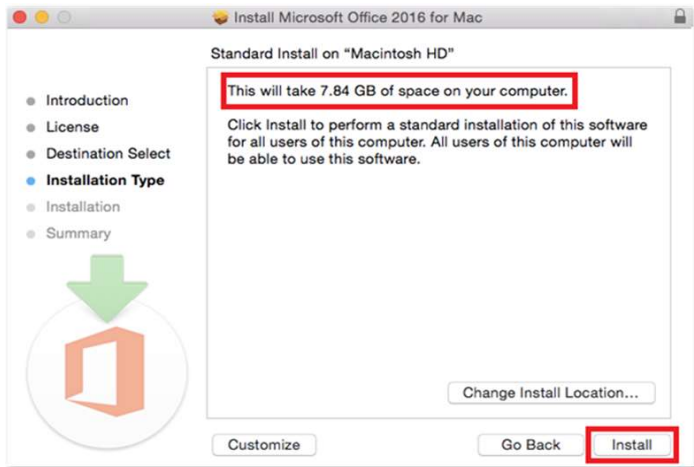 Install Microsoft Office 2016 for Mac
Standard Install on “Macintosh HD”
Introduction
License
Destination Select
Installation Type
Installation
Summary
This will take 7.84 GB of space on your computer.
Click Install to perform a standard installation of this software
for all users of this computer. All users of this computer will
be able to use this software.
Change Install Location...
Customize
Go Back
Install